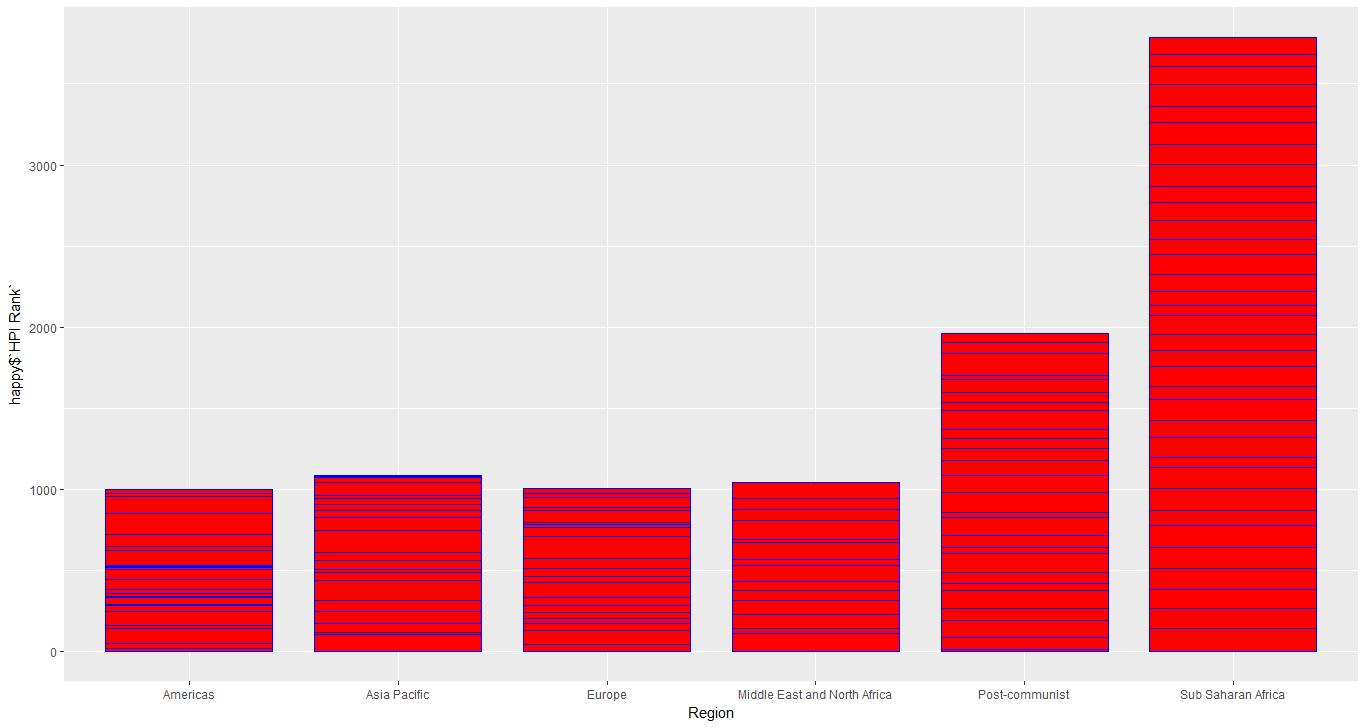 happy$`HPI Rank`
3000
2000
1000
0
Americas Asia Pacific Europe Middle East and North Africa Post-communist Sub Saharan Africa
Region